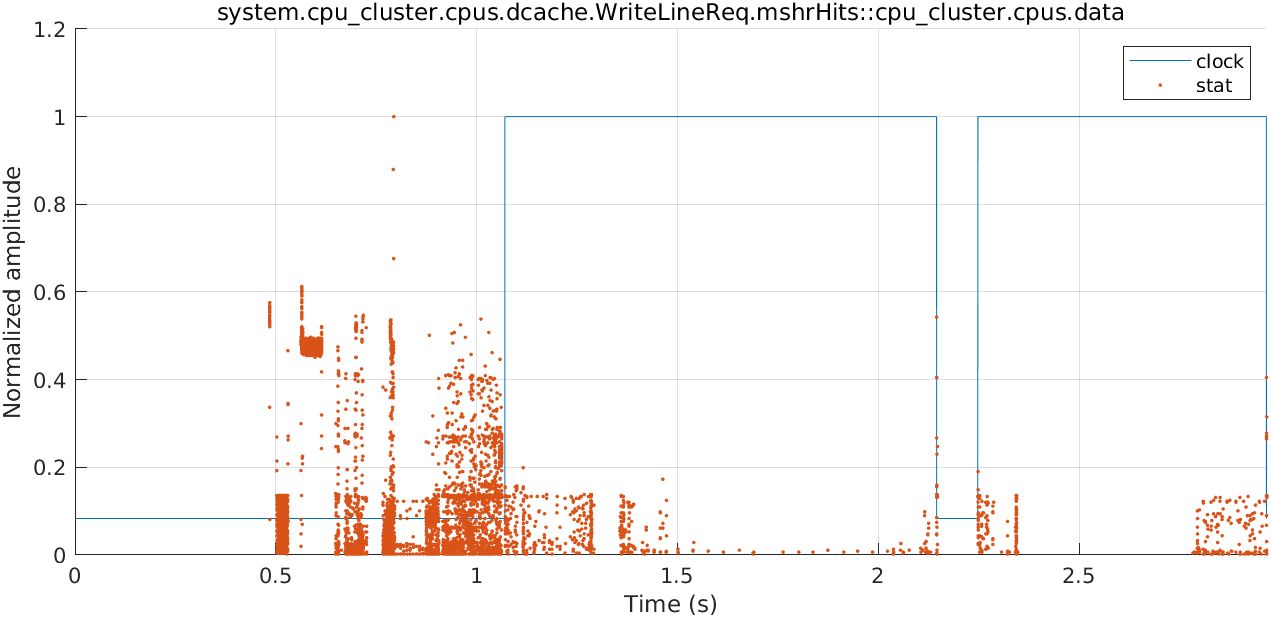 system.cpu_cluster.cpus.dcache.WriteLineReq.mshrHits::cpu_cluster.cpus.data
1.2
1
0.8
0.6
0.4
0.2
0
Normalized amplitude
clock
stat
0 0.5 1 1.5 2 2.5
Time (s)